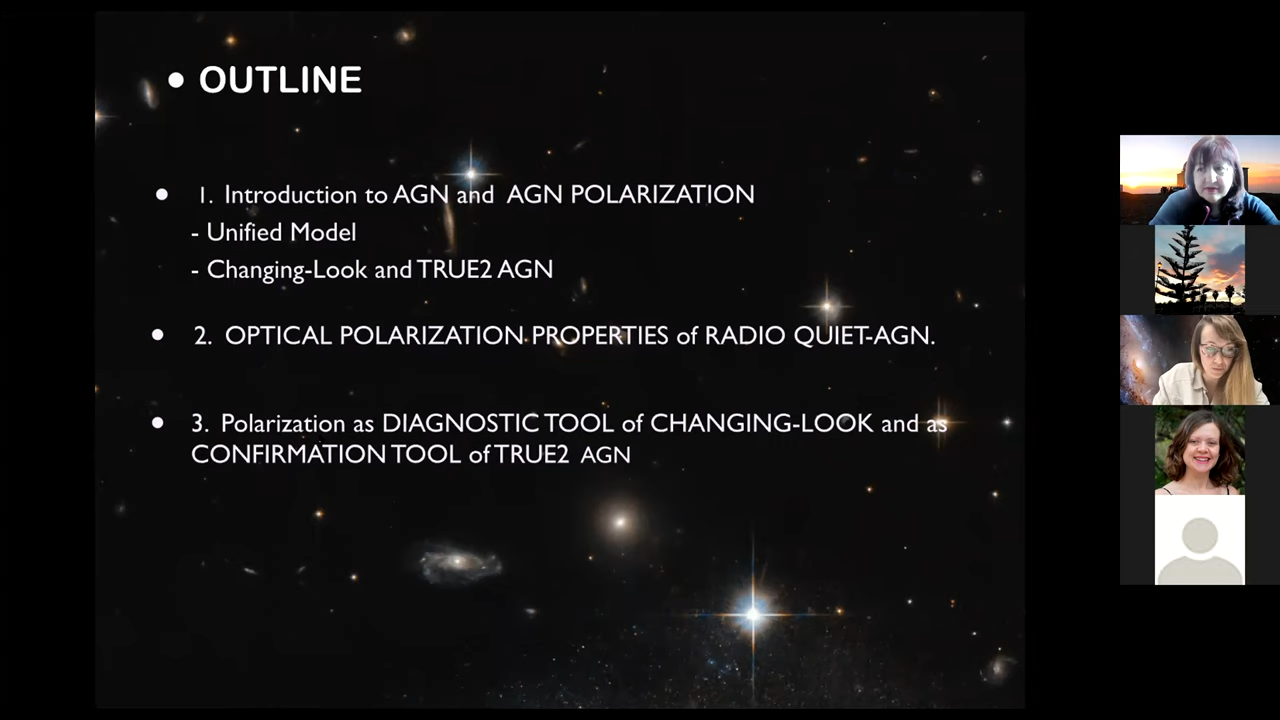 • OUTLINE
• 1. Introduction to AGN and AGN POLARIZATION
- Unified Model
- Changing-Look and TRUE2 AGN
• 2. OPTICAL POLARIZATION PROPERTIES of RADIO QUIET-AGN.
• 3. Polarization as DIAGNOSTIC TOOL of CHANGING-LOOK and as
CONFIRMATION TOOL of TRUE2 AGN